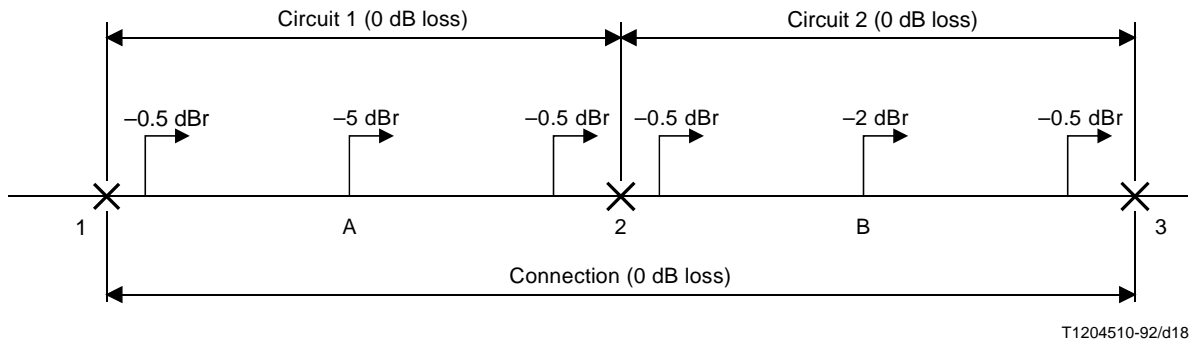 Circuit 1 (0 dB loss)
Circuit 2 (0 dB loss)
–0.5 dBr
–5 dBr
–0.5 dBr
–0.5 dBr
–2 dBr
–0.5 dBr
1
A
2
B
3
Connection (0 dB loss)
T1204510-92/d18